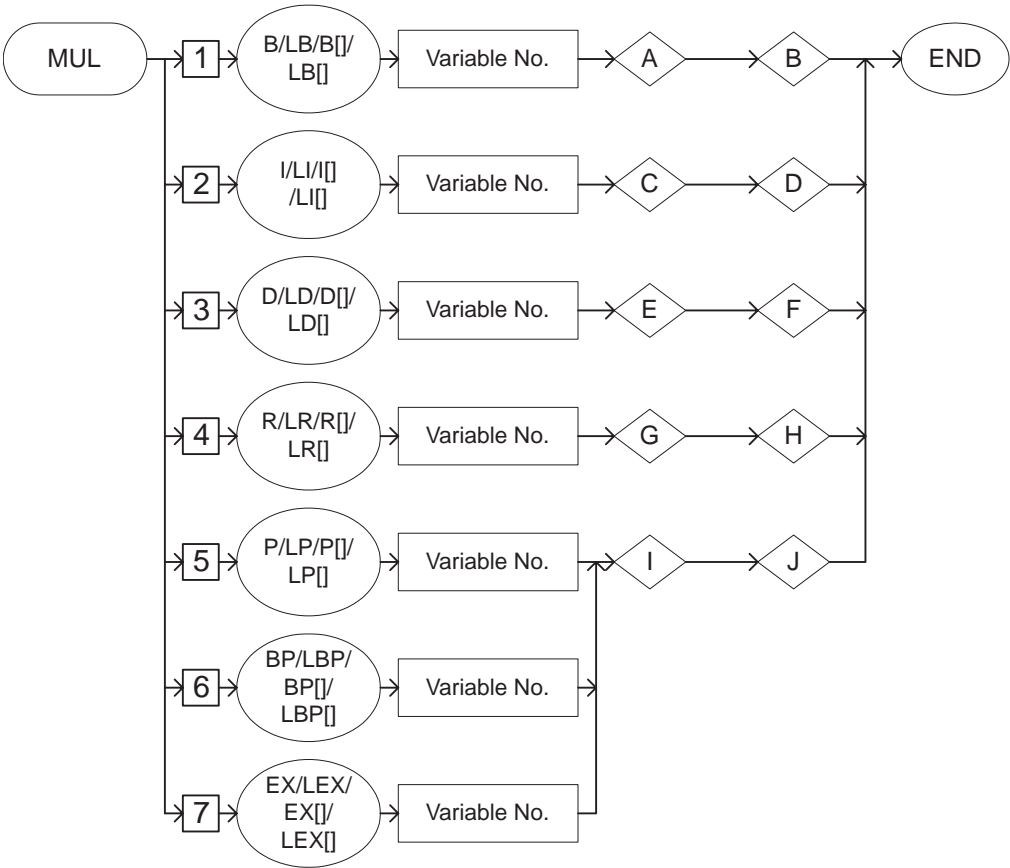 MUL
1
B/LB/B[]/
LB[]
Variable No.
A
B
END
2
I/LI/I[]
/LI[]
Variable No.
C
D
3
D/LD/D[]/
LD[]
Variable No.
E
F
4
R/LR/R[]/
LR[]
Variable No.
G
H
5
P/LP/P[]/
LP[]
Variable No.
I
J
6
BP/LBP/
BP[]/
LBP[]
Variable No.
7
EX/LEX/
EX[]/
LEX[]
Variable No.